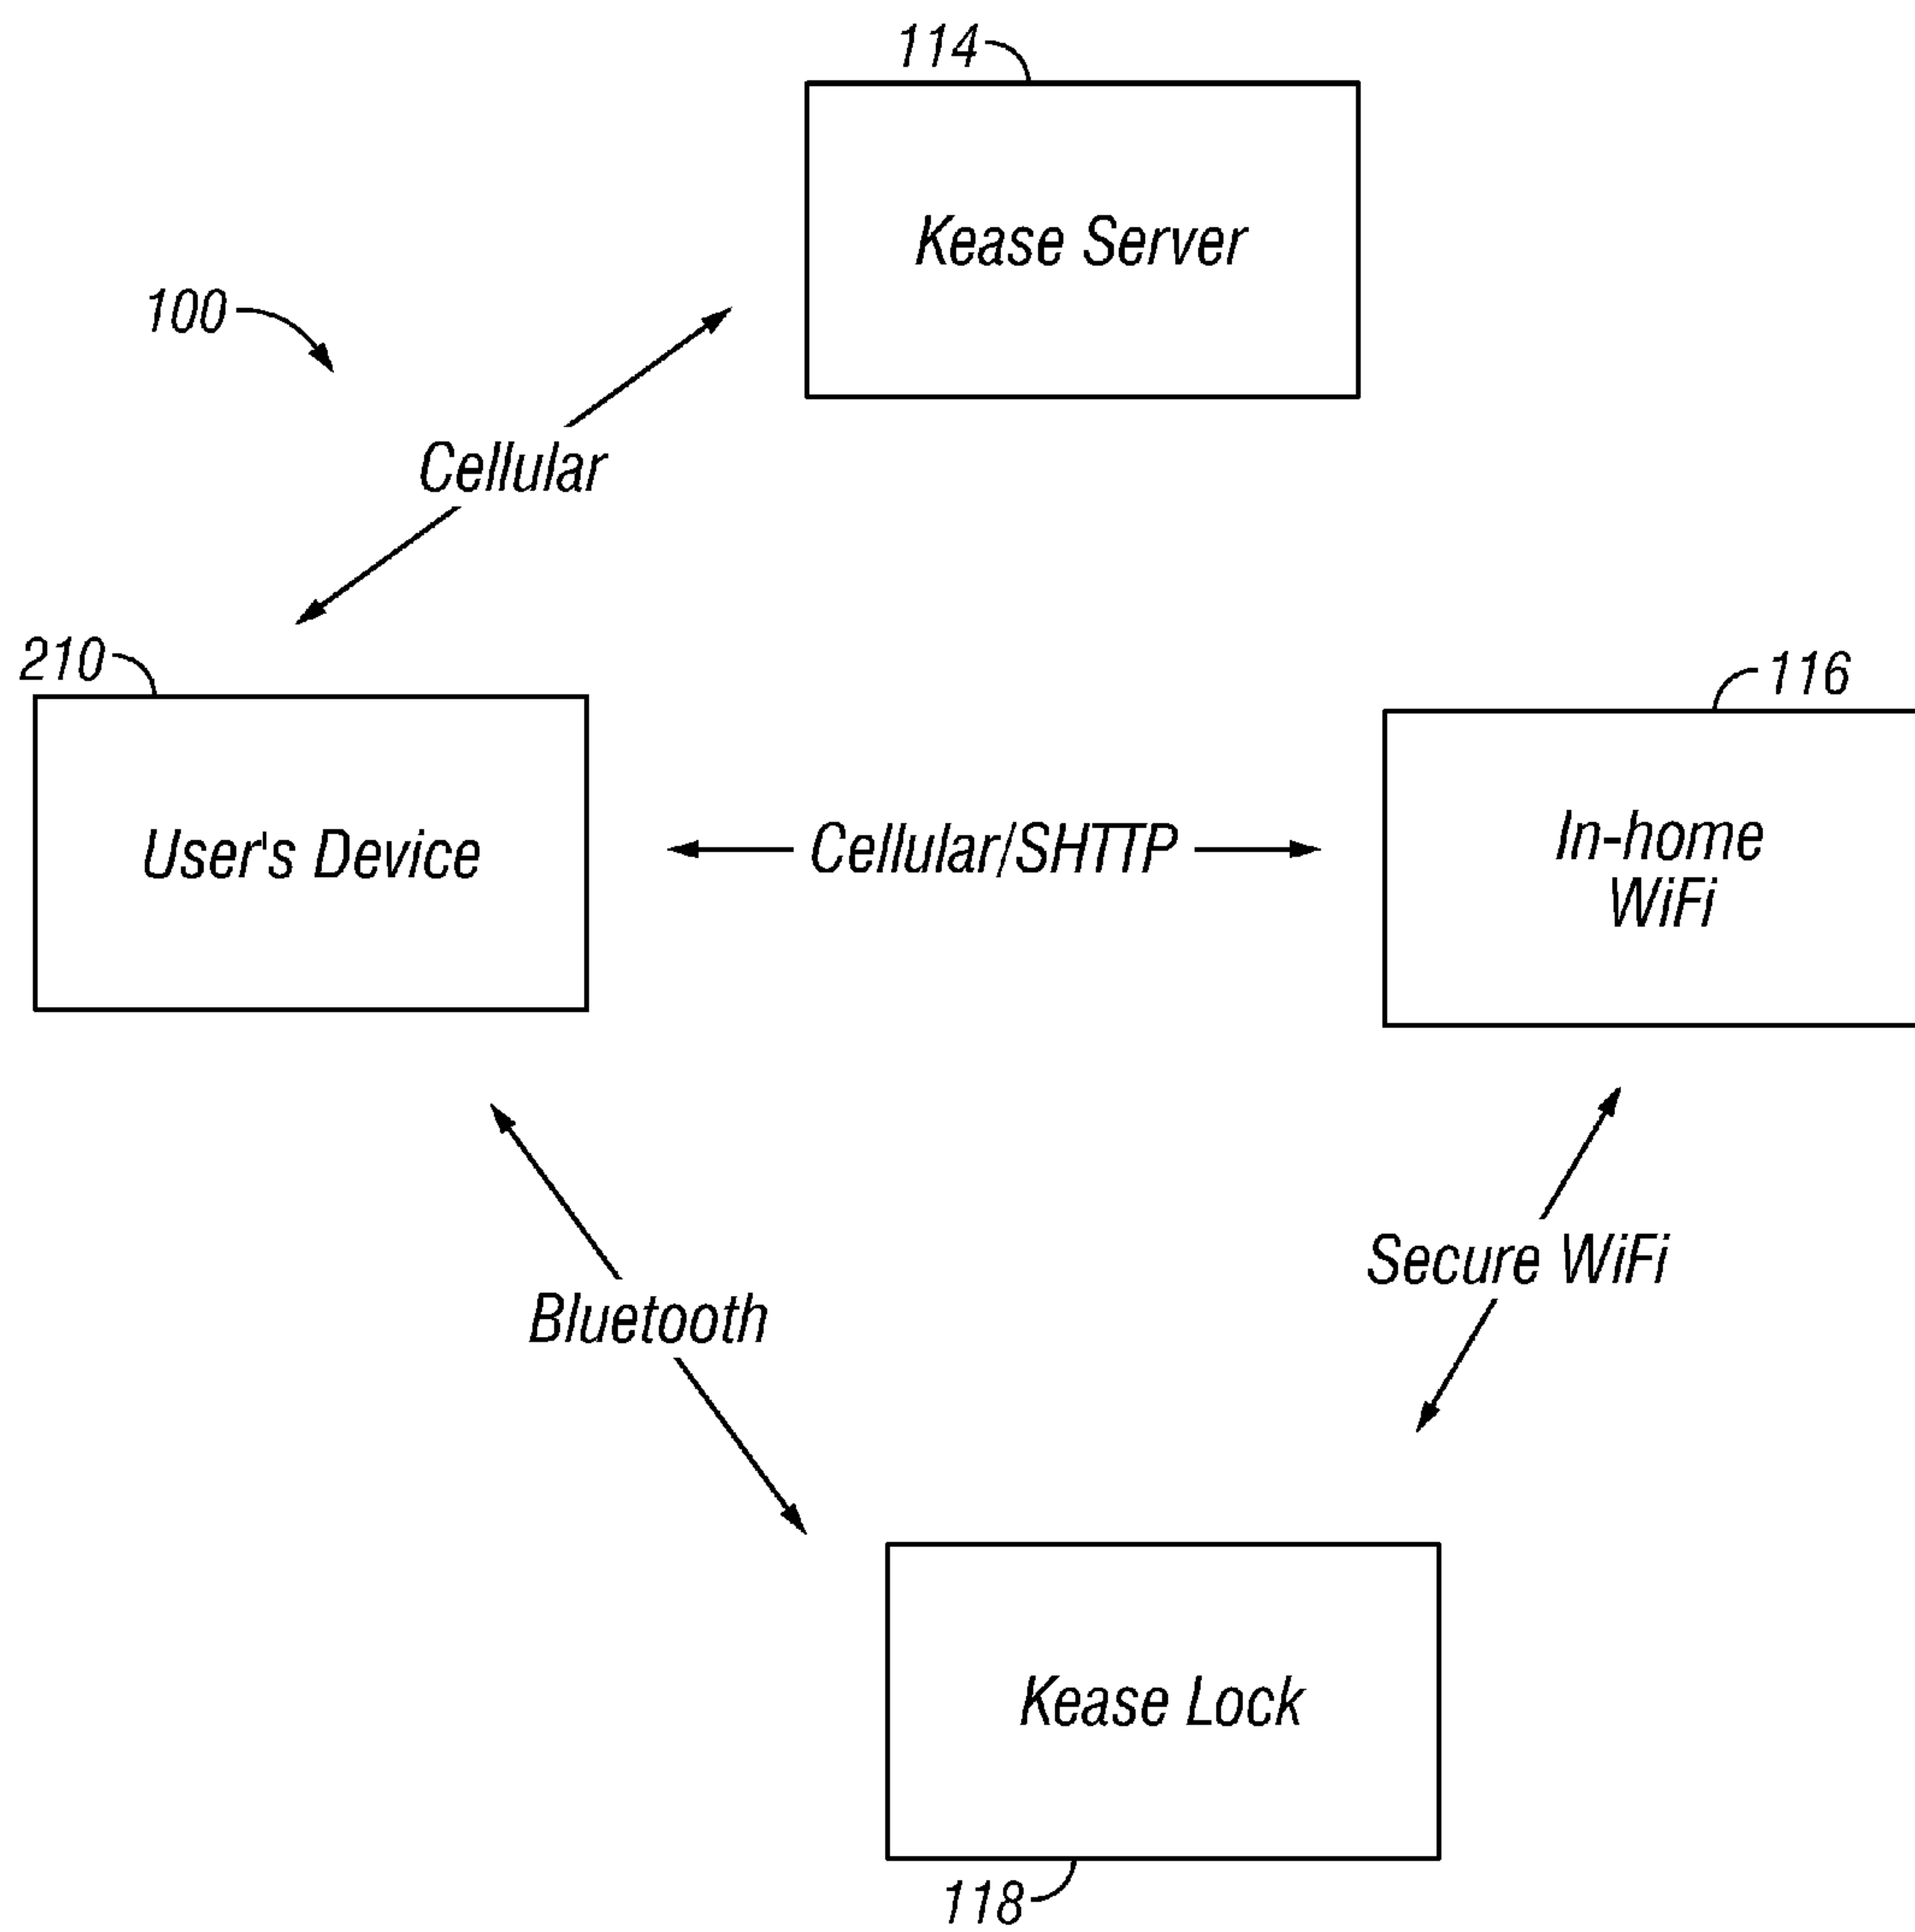 114
Kease Server
100
Cellular
210
116
User's Device
Cellular/SHTTP
In-home
WiFi
Secure WiFi
Bluetooth
Kease Lock
118